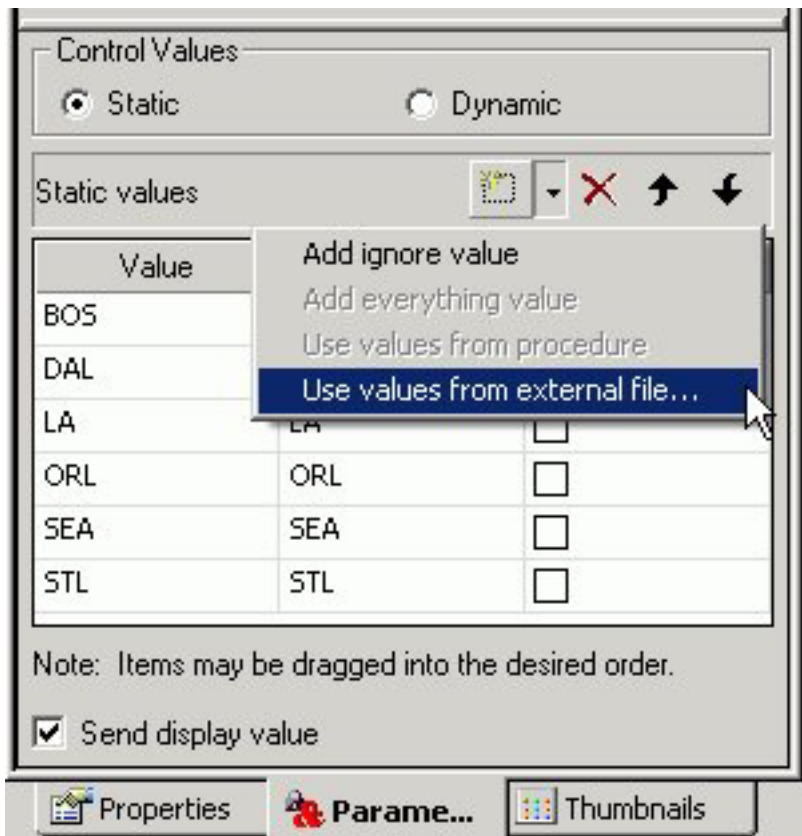 Control Values
Static Dynamic
Static values
Value
Add ignore value
Add everything value
Use values from procedure
Use values from external file...
BOS
DAL
LA LA
ORL ORL
SEA SEA
STL STL
Note: Items may be dragged into the desired order.
Send display value
Properties Parame... Thumbnails